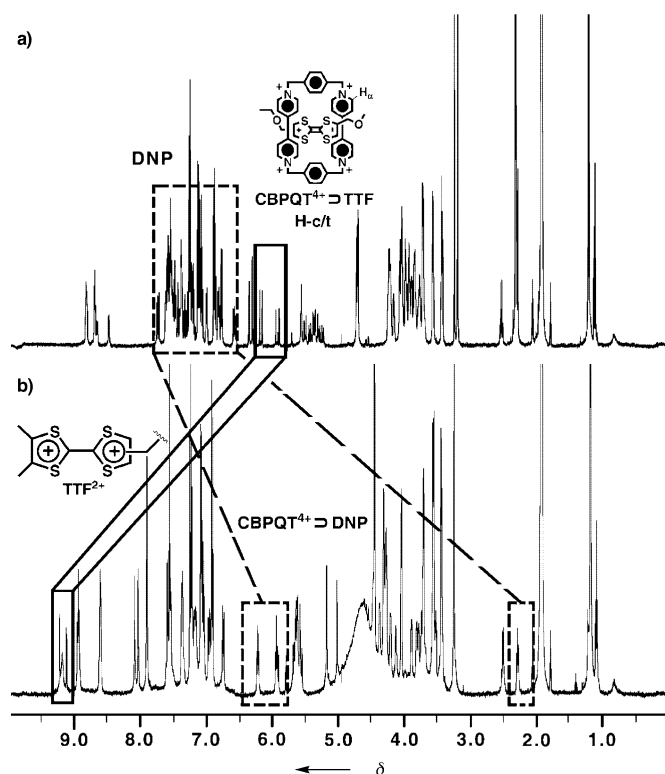 a)
N
N
Hα
+
+
O
S
S
S
S
O
N
N
+
+
DNP
CBPQT⁴⁺⊃TTF
H-c/t
b)
S
S
+
+
S
S
TTF²⁺
CBPQT⁴⁺⊃DNP
9.0 8.0 7.0 6.0 5.0 4.0 3.0 2.0 1.0
← δ